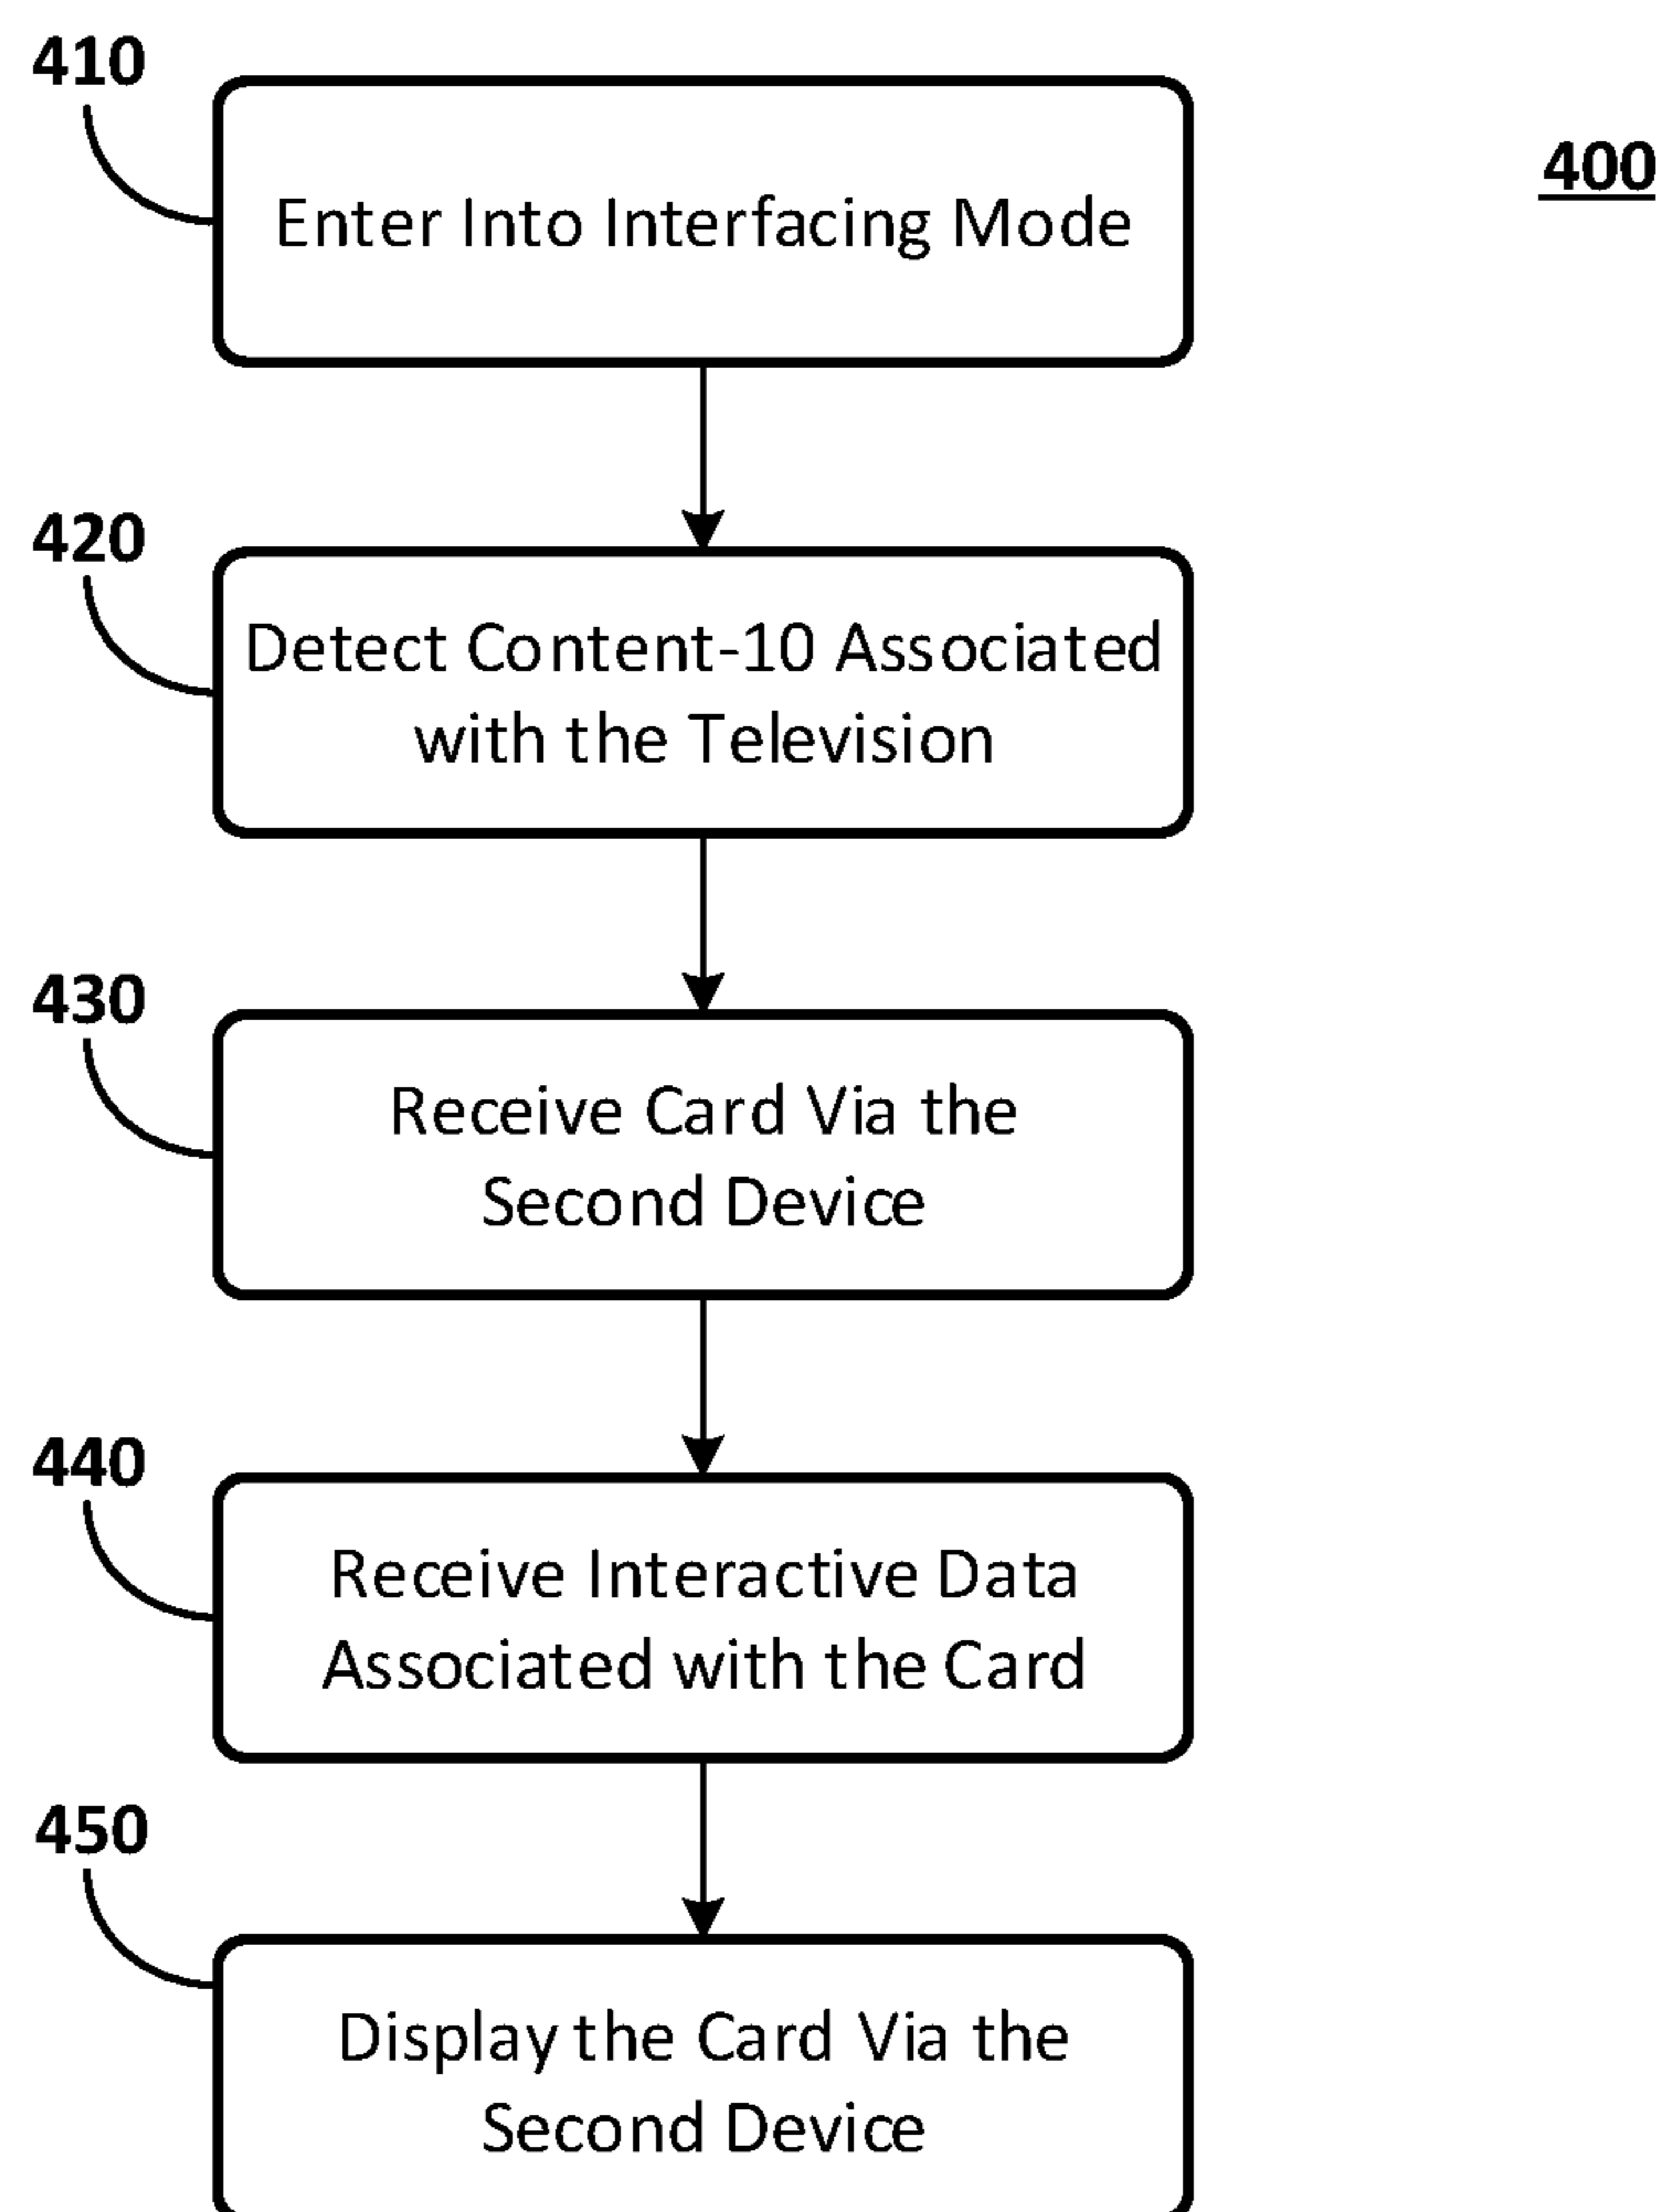 410
400
Enter Into Interfacing Mode
420
Detect Content-10 Associated
with the Television
430
Receive Card Via the
Second Device
440
Receive Interactive Data
Associated with the Card
450
Display the Card Via the
Second Device